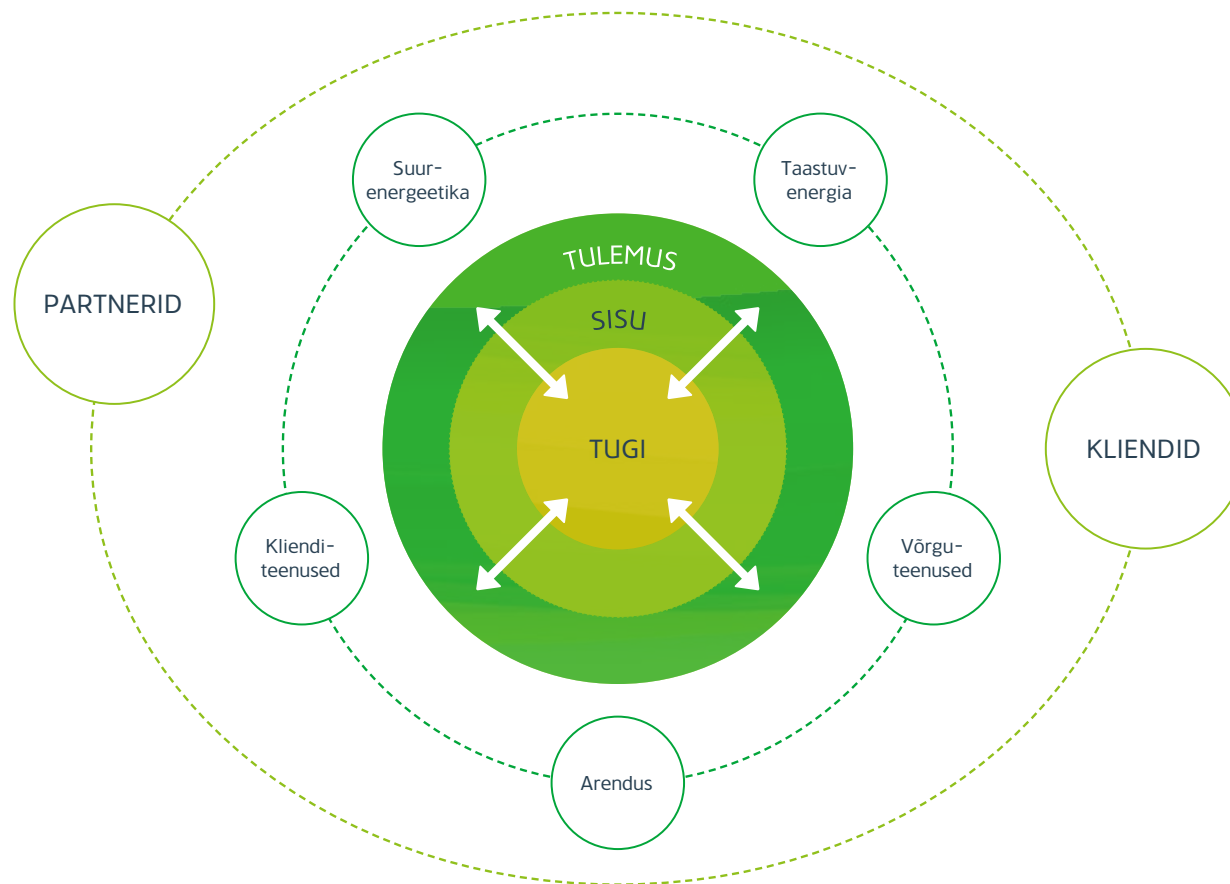 Suur-
energeetika
Taastuv-
energia
TULEMUS
PARTNERID
SISU
TUGI
KLIENDID
Kliendi-
teenused
Võrgu-
teenused
Arendus